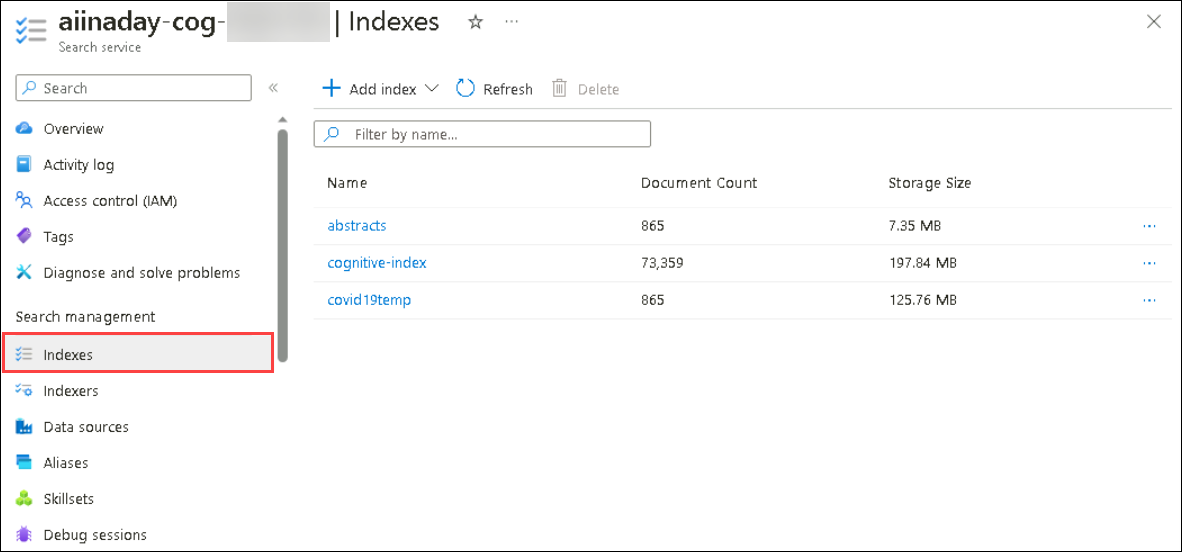 aiinaday-cog- | Indexes
Search service
Search
Overview
Activity log
Access control (IAM)
Tags
Diagnose and solve problems
Search management
Indexes
Indexers
Data sources
Aliases
Skillsets
Debug sessions
Add index
Refresh
Delete
Filter by name...
Name Document Count Storage Size
abstracts 865 7.35 MB
cognitive-index 73,359 197.84 MB
covid19temp 865 125.76 MB